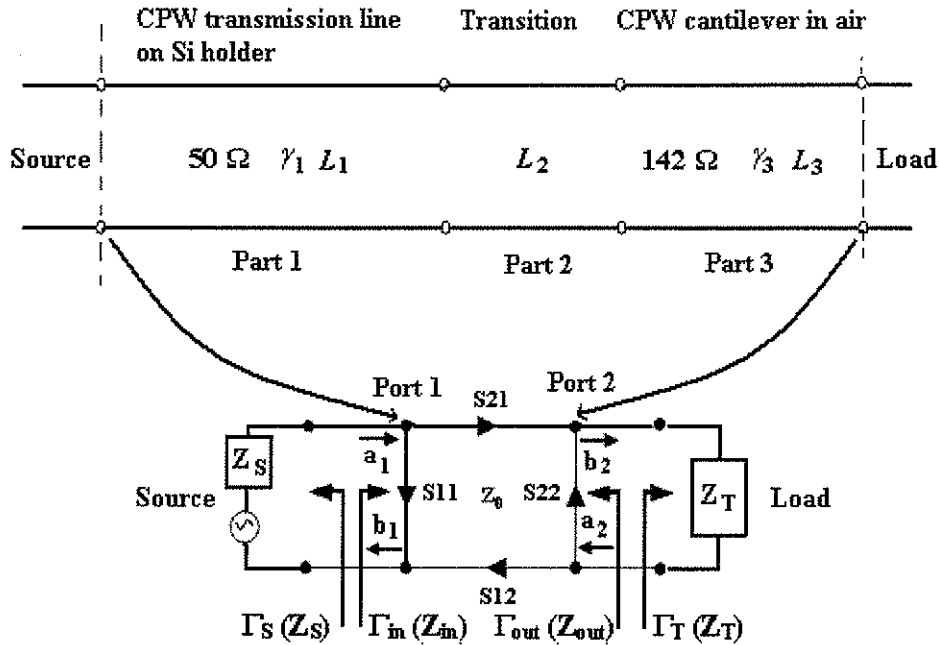 CPW transmission line on Si holder
Transition
CPW cantilever in air
Source
50 Ω γ1 L1
L2
142 Ω γ3 L3
Load
Part 1
Part 2
Part 3
Port 1
S21
Port 2
ZS
a1
b2
ZT
Source
S11
Z0
S22
Load
b1
a2
S12
ΓS (ZS)
Γin (Zin)
Γout (Zout)
ΓT (ZT)